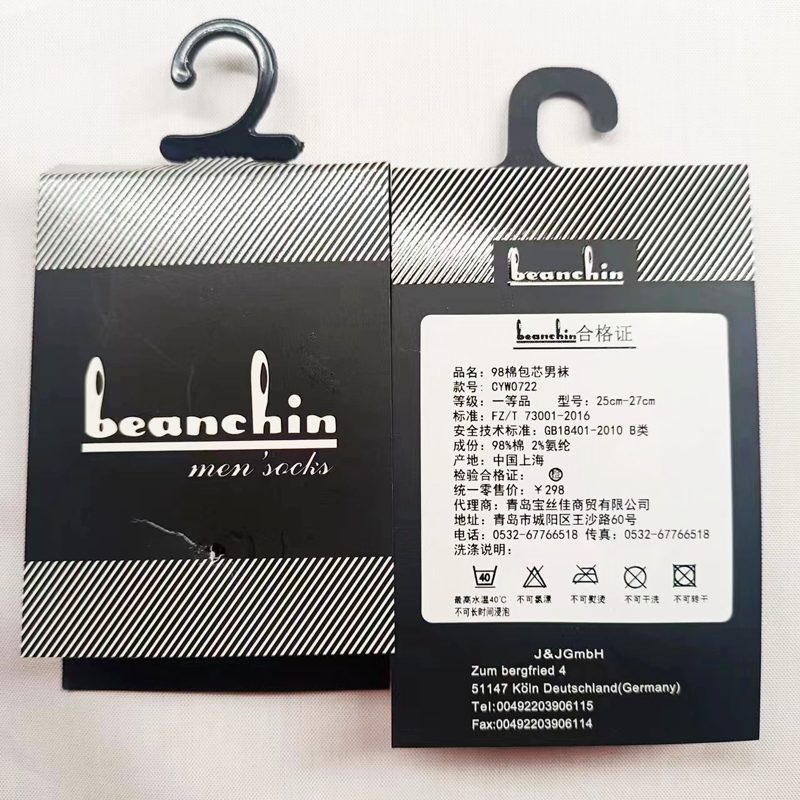 beanchin
men'socks
beanchin
beanchin合格证
品名：98棉包芯男袜
款号：CYW0722
等级：一等品 型号：25cm-27cm
标准：FZ/T 73001-2016
安全技术标准：GB18401-2010 B类
成份：98%棉 2%氨纶
产地：中国上海
检验合格证：
统一零售价：￥298
代理商：青岛宝丝佳商贸有限公司
地址：青岛市城阳区王沙路60号
电话：0532-67766518 传真：0532-67766518
洗涤说明：
40
最高水温40℃ 不可氯漂 不可熨烫 不可干洗 不可转干
不可长时间浸泡
J&JGmbH
Zum bergfried 4
51147 Köln Deutschland(Germany)
Tel:00492203906115
Fax:00492203906114